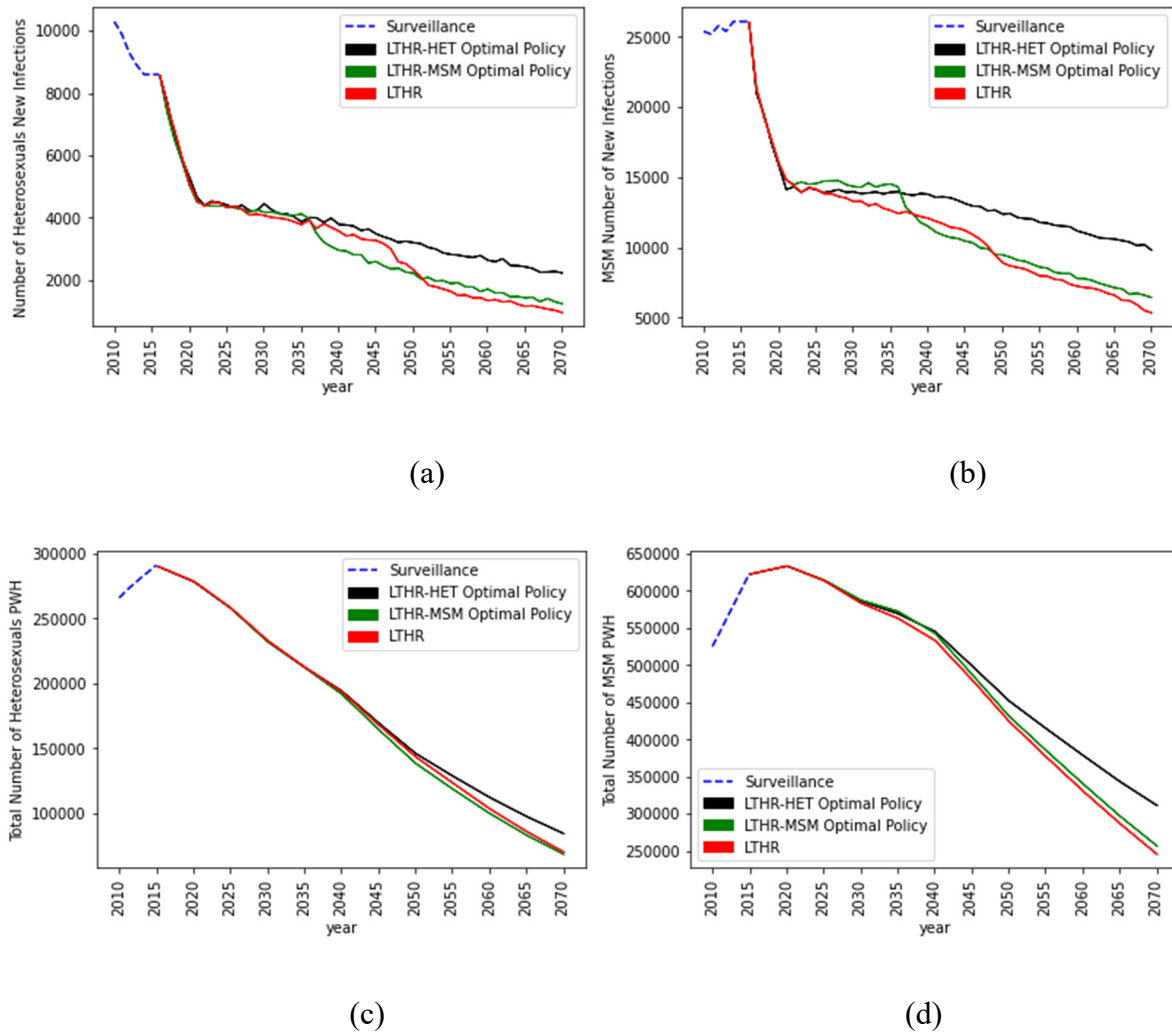 Number of Heterosexuals New Infections
10000
8000
6000
4000
2000
Surveillance
LTHR-HET Optimal Policy
LTHR-MSM Optimal Policy
LTHR
2010
2015
2020
2025
2030
2035
2040
2045
2050
2055
2060
2065
2070
year
(a)
MSM Number of New Infections
25000
20000
15000
10000
5000
Surveillance
LTHR-HET Optimal Policy
LTHR-MSM Optimal Policy
LTHR
2010
2015
2020
2025
2030
2035
2040
2045
2050
2055
2060
2065
2070
year
(b)
Total Number of Heterosexuals PWH
300000
250000
200000
150000
100000
Surveillance
LTHR-HET Optimal Policy
LTHR-MSM Optimal Policy
LTHR
2010
2015
2020
2025
2030
2035
2040
2045
2050
2055
2060
2065
2070
year
(c)
Total Number of MSM PWH
650000
600000
550000
500000
450000
400000
350000
300000
250000
Surveillance
LTHR-HET Optimal Policy
LTHR-MSM Optimal Policy
LTHR
2010
2015
2020
2025
2030
2035
2040
2045
2050
2055
2060
2065
2070
year
(d)